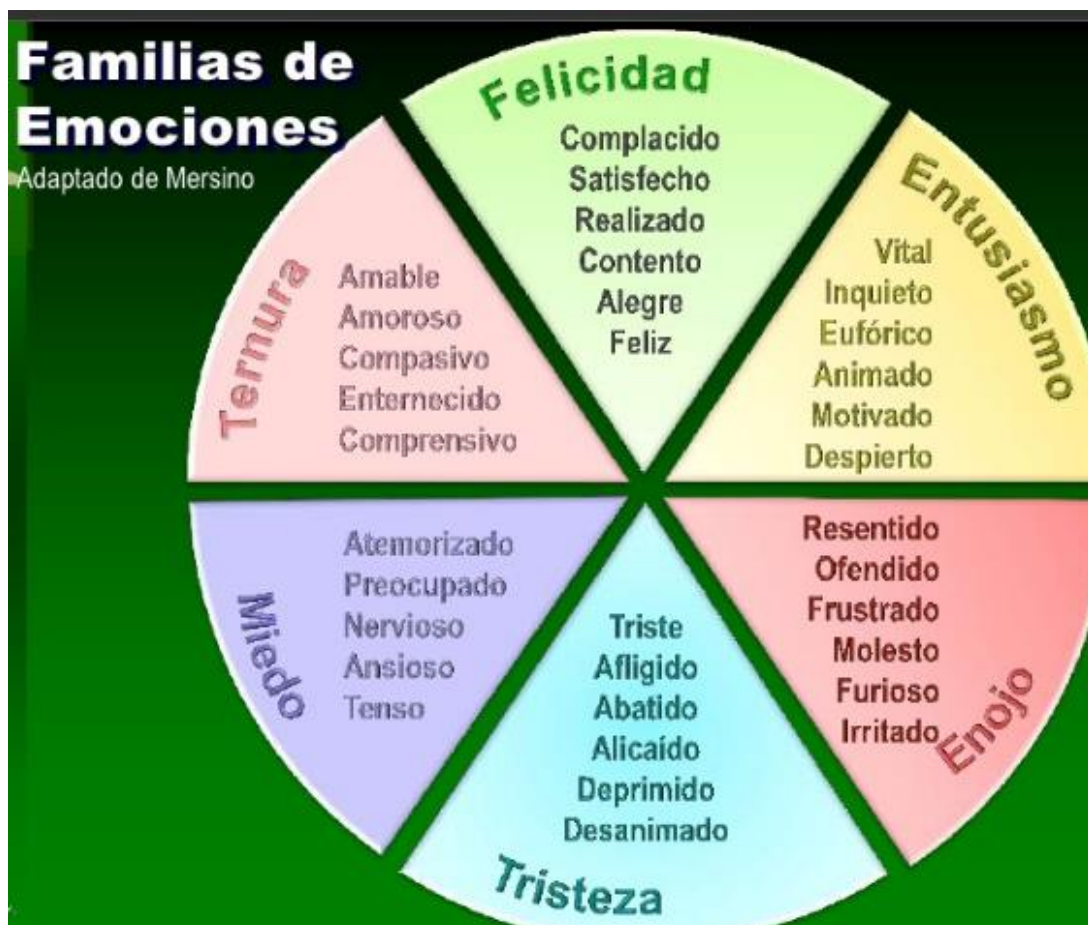 Familias de
Emociones
Adaptado de Mersino
Felicidad
Complacido
Satisfecho
Realizado
Contento
Alegre
Feliz
Entusiasmo
Vital
Inquieto
Eufórico
Animado
Motivado
Despierto
Enojo
Resentido
Ofendido
Frustrado
Molesto
Furioso
Irritado
Tristeza
Triste
Afligido
Abatido
Alicaído
Deprimido
Desanimado
Miedo
Atemorizado
Preocupado
Nervioso
Ansioso
Tenso
Ternura
Amable
Amoroso
Compasivo
Enternecido
Comprensivo